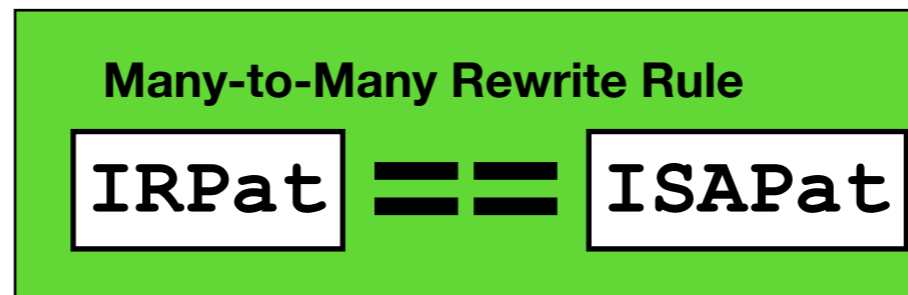 Many-to-Many Rewrite Rule
IRPat == ISAPat